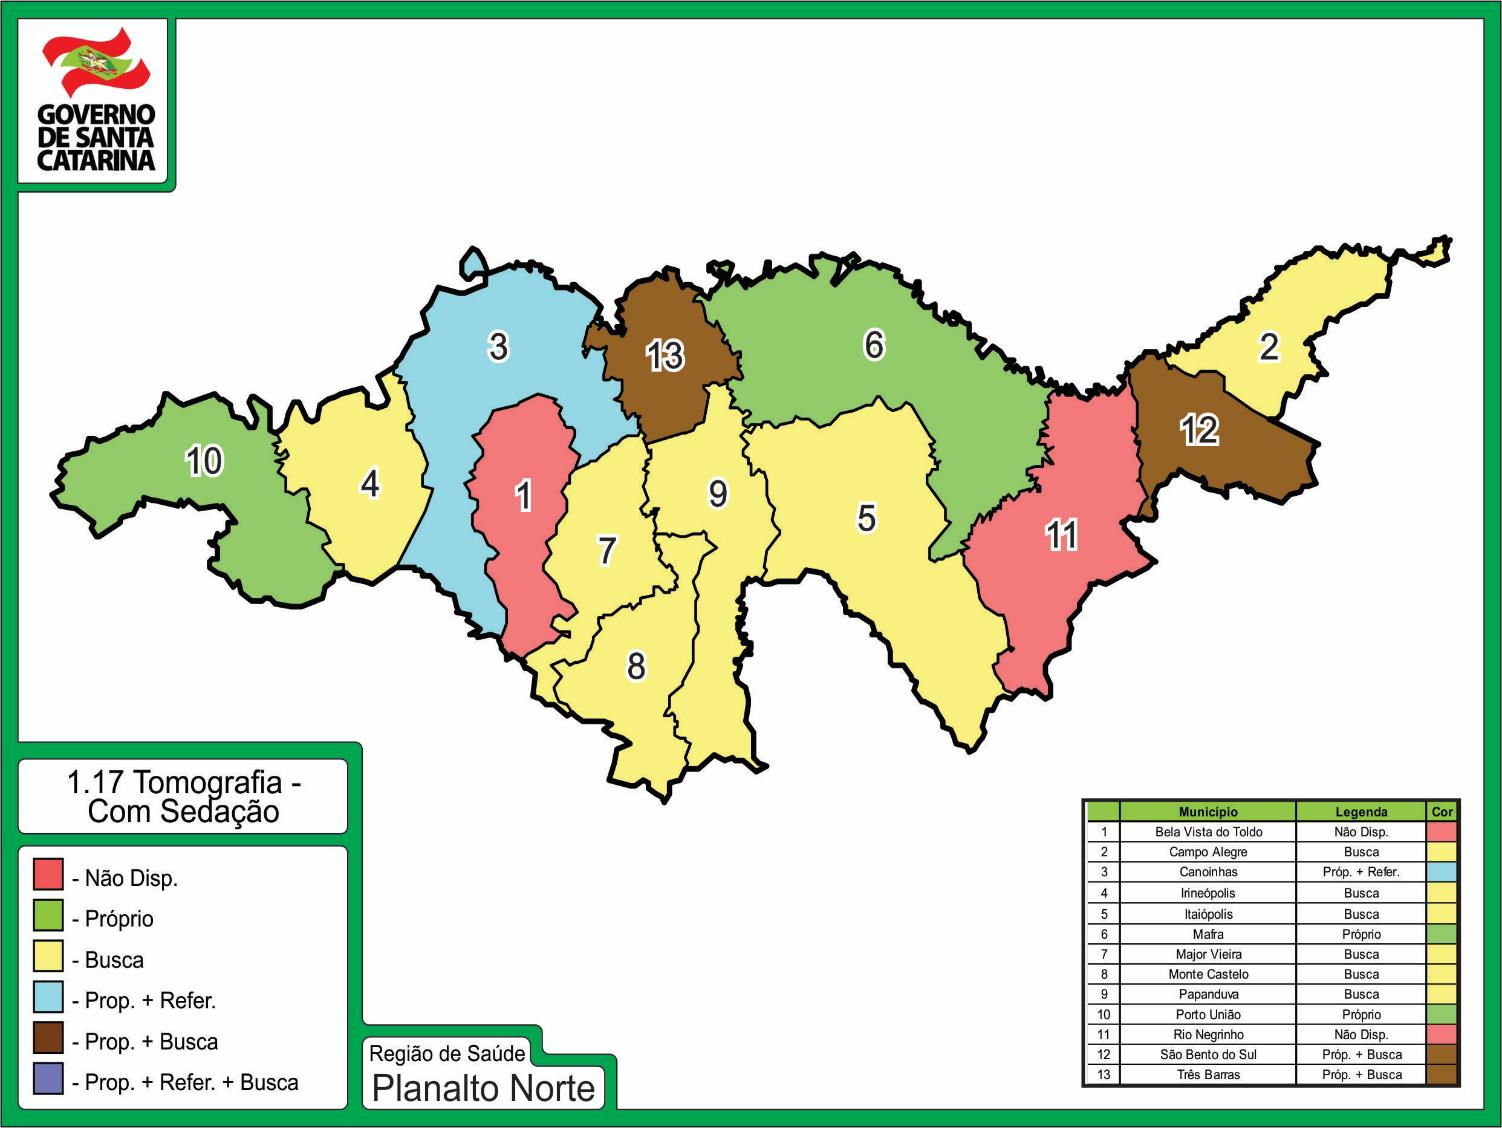 GOVERNO
DE SANTA
CATARINA
3
13
6
2
10
4
1
9
5
12
7
11
8
1.17 Tomografia -
Com Sedação
- Não Disp.
- Próprio
- Busca
- Prop. + Refer.
- Prop. + Busca
- Prop. + Refer. + Busca
Região de Saúde
Planalto Norte
Município Legenda Cor
1 Bela Vista do Toldo Não Disp.
2 Campo Alegre Busca
3 Canoinhas Próp. + Refer.
4 Irineópolis Busca
5 Itaiópolis Busca
6 Mafra Próprio
7 Major Vieira Busca
8 Monte Castelo Busca
9 Papanduva Busca
10 Porto União Próprio
11 Rio Negrinho Não Disp.
12 São Bento do Sul Próp. + Busca
13 Três Barras Próp. + Busca